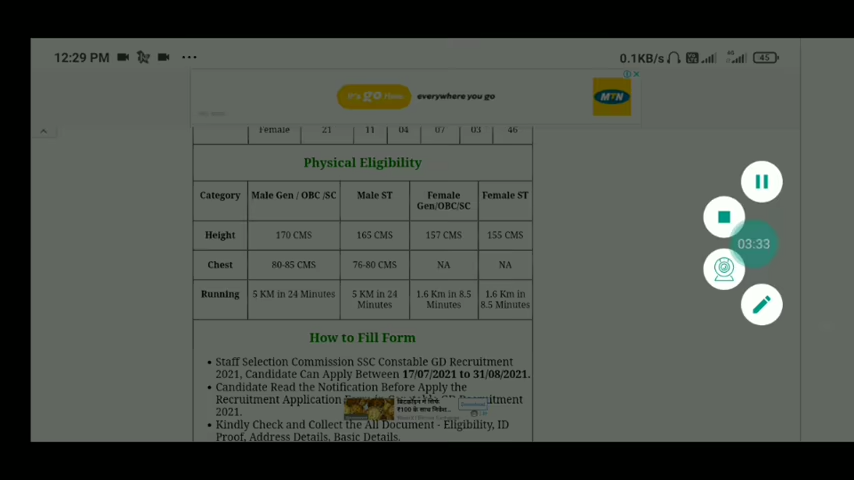 12:29 PM ... 0.1KB/s 4G 45
It's go time. everywhere you go MTN
Female 21 11 04 07 03 46
Physical Eligibility
Category Male Gen / OBC /SC Male ST Female Gen/OBC/SC Female ST
Height 170 CMS 165 CMS 157 CMS 155 CMS
Chest 80-85 CMS 76-80 CMS NA NA
Running 5 KM in 24 Minutes 5 KM in 24 Minutes 1.6 Km in 8.5 Minutes 1.6 Km in 8.5 Minutes
03:33
How to Fill Form
• Staff Selection Commission SSC Constable GD Recruitment
2021, Candidate Can Apply Between 17/07/2021 to 31/08/2021.
• Candidate Read the Notification Before Apply the
Recruitment Application
2021.
• Kindly Check and Collect the All Document - Eligibility, ID
Proof, Address Details, Basic Details.